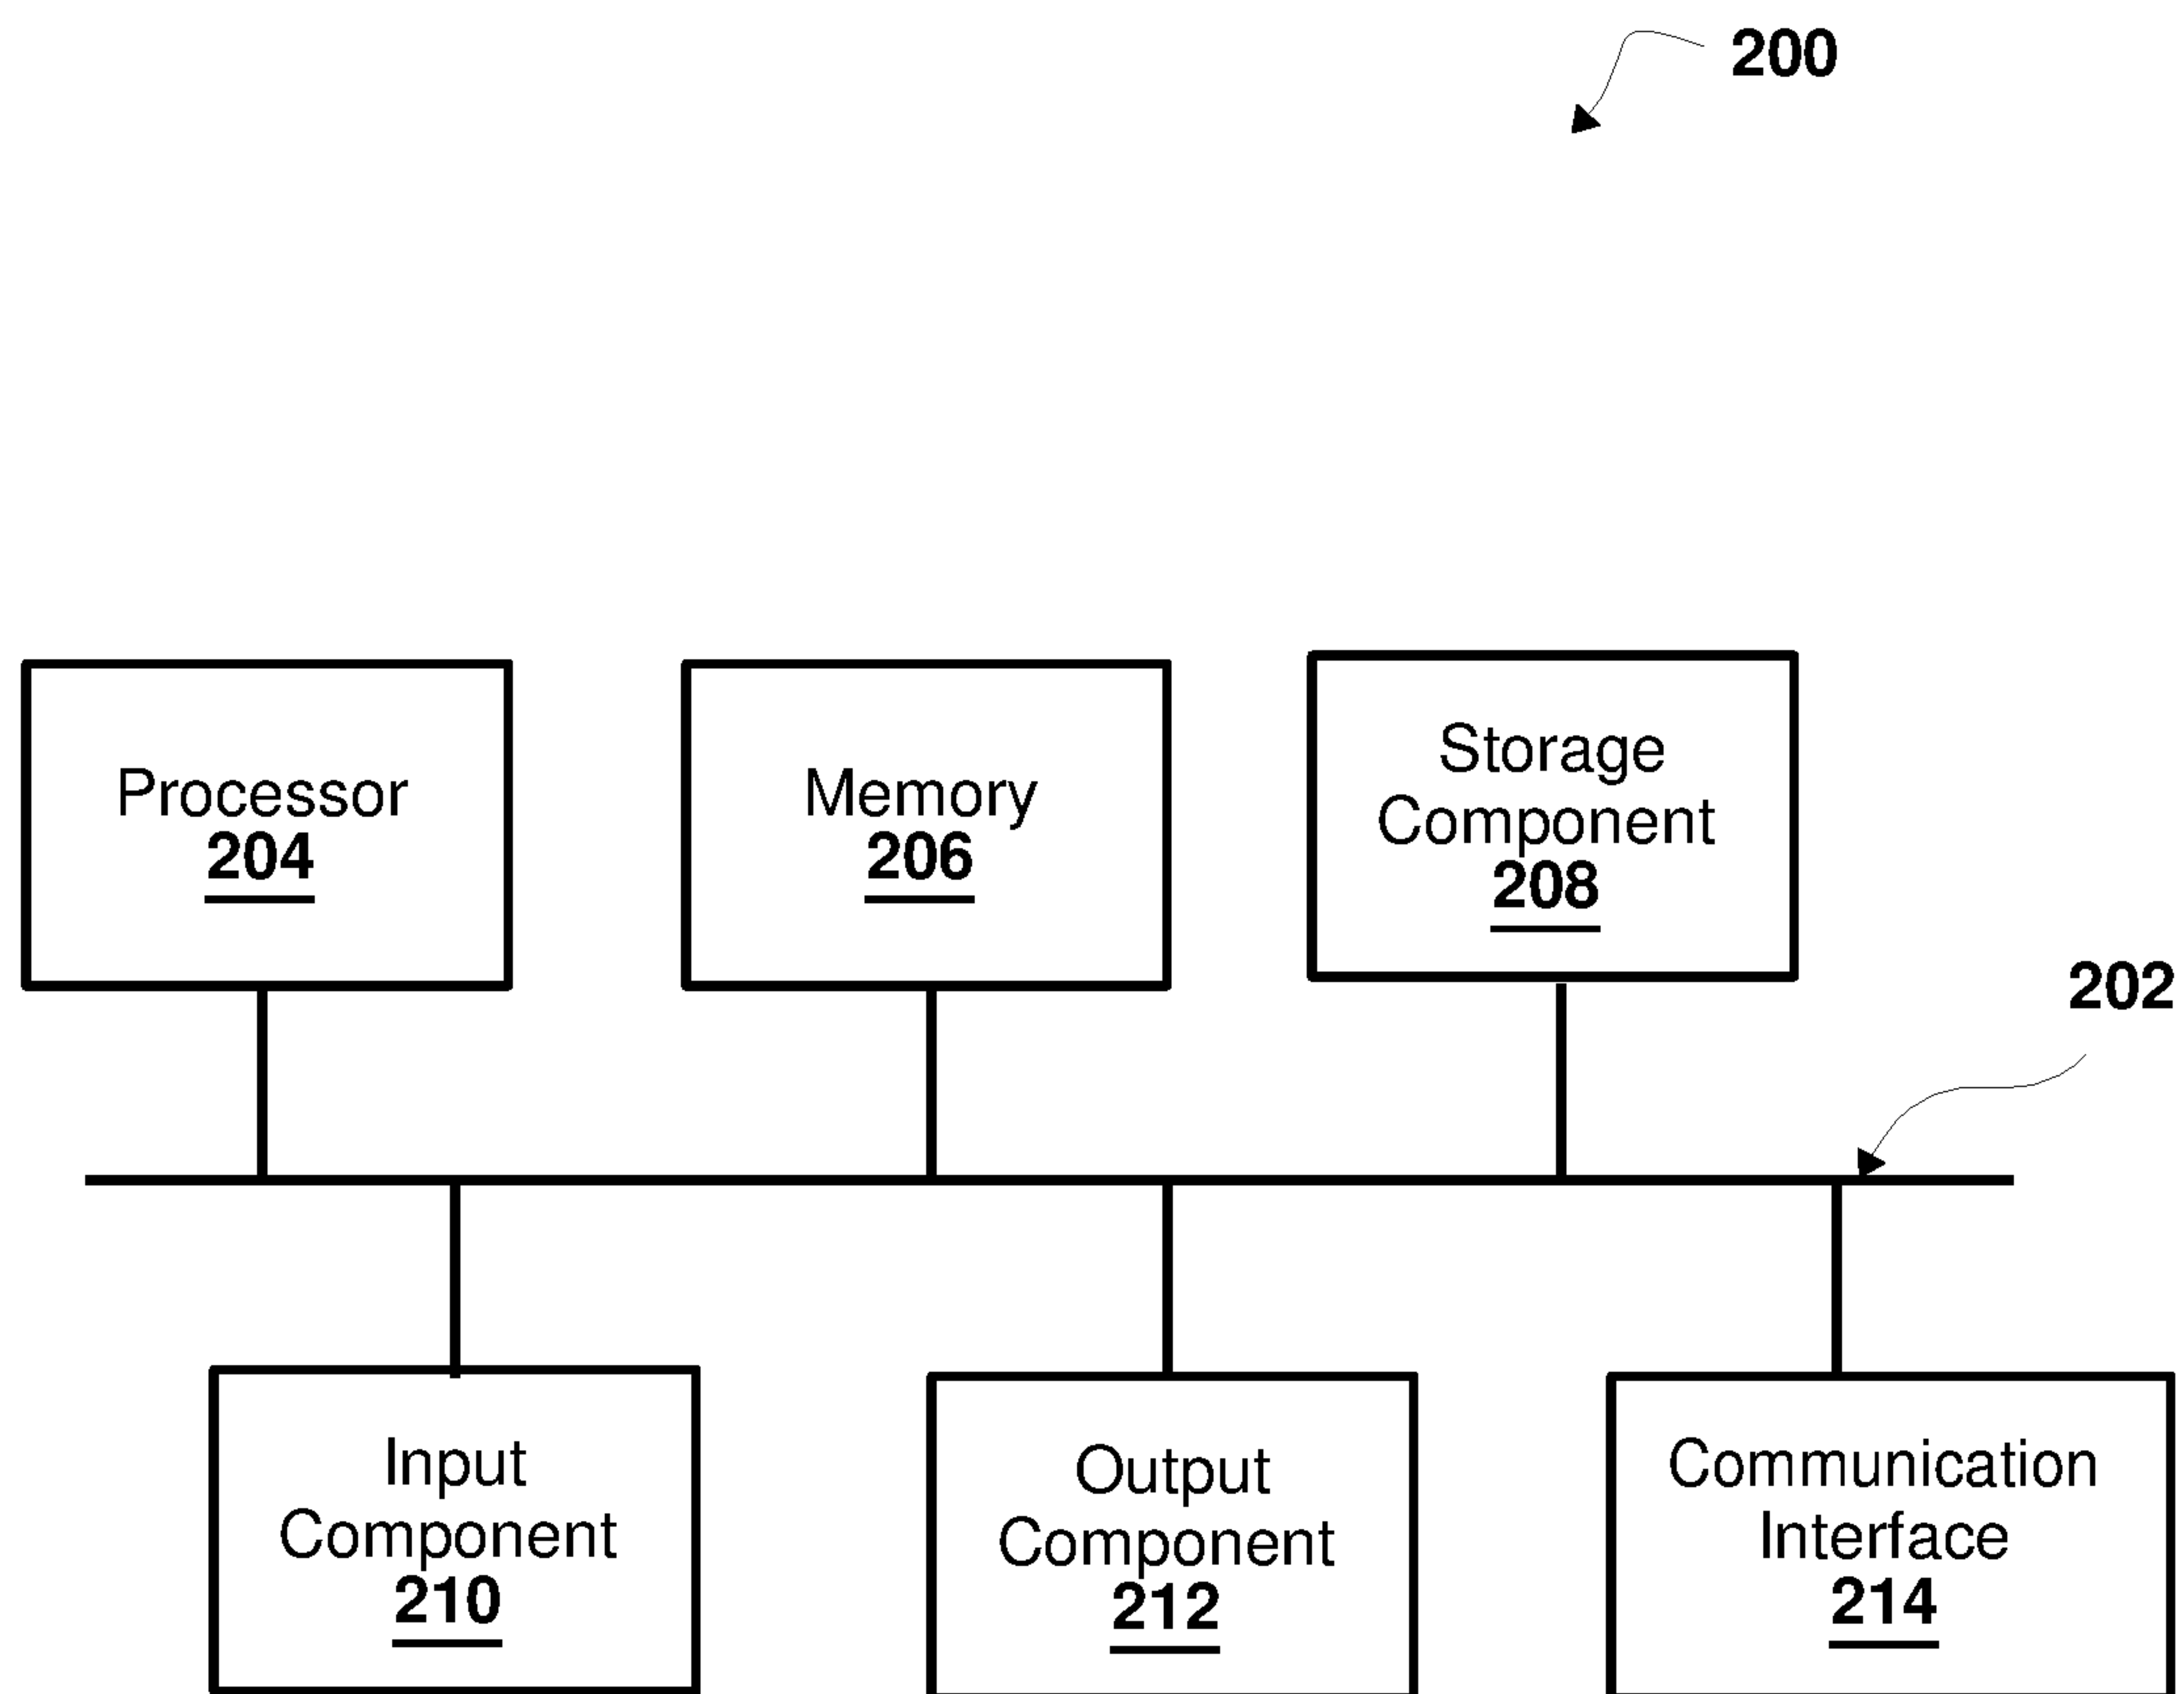 200
Processor
204
Memory
206
Storage
Component
208
202
Input
Component
210
Output
Component
212
Communication
Interface
214